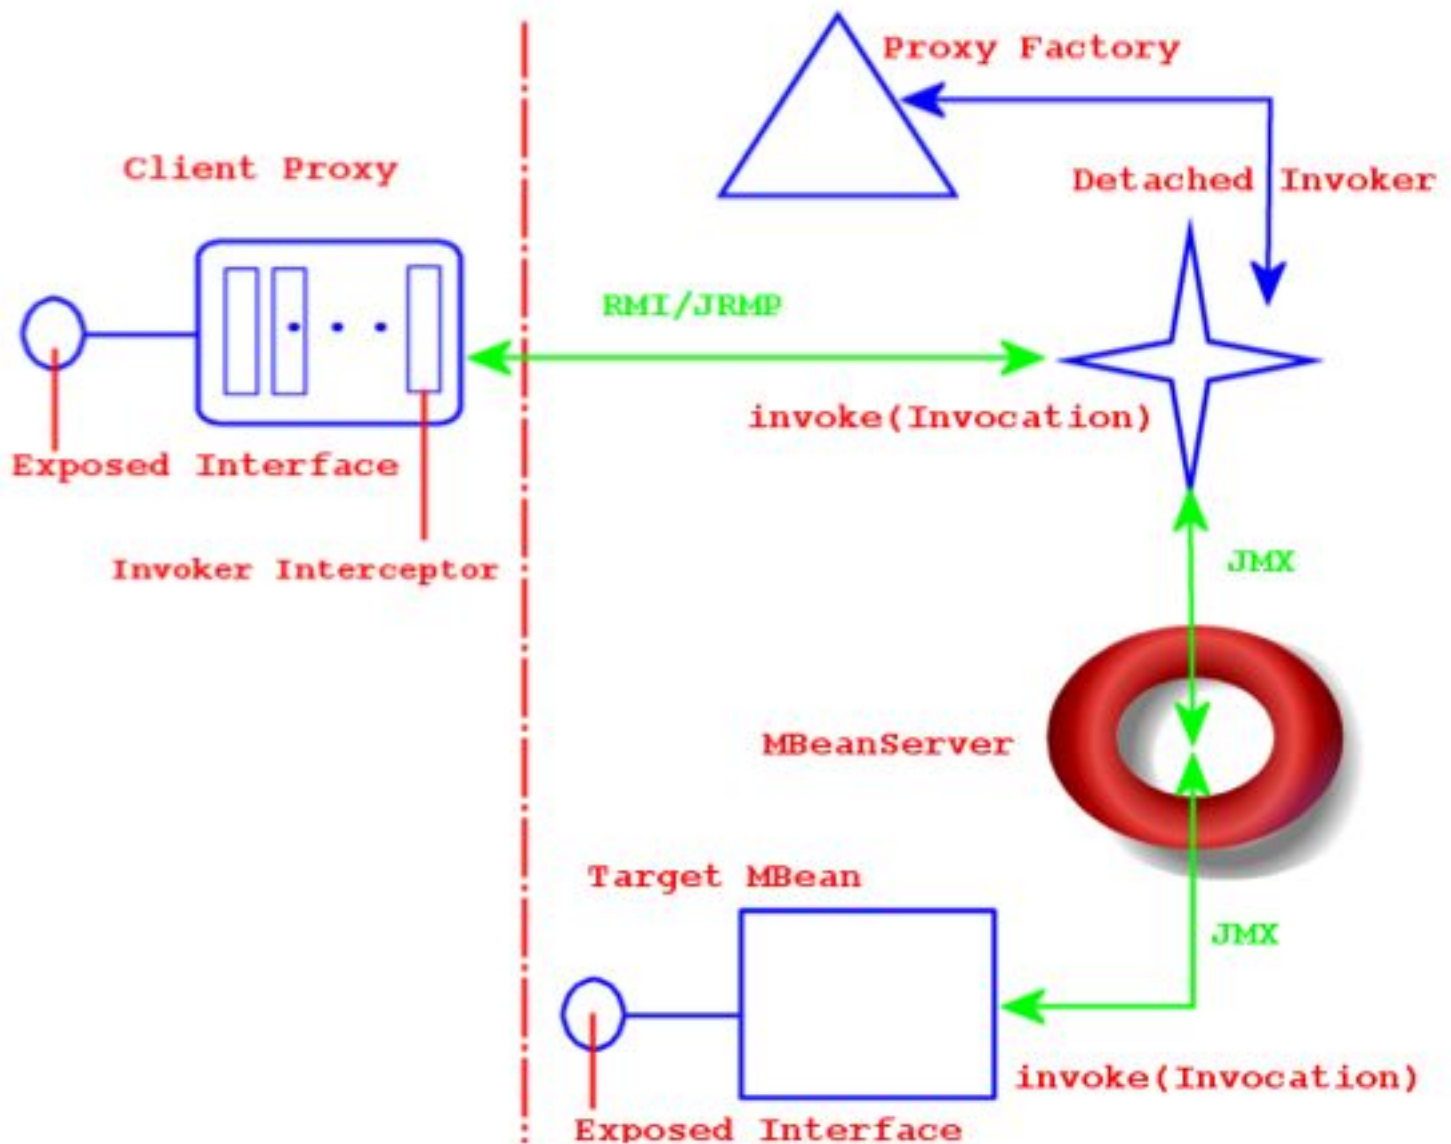 Proxy Factory
Client Proxy
Detached Invoker
RMI/JRMP
invoke(Invocation)
Exposed Interface
Invoker Interceptor
JMX
MBeanServer
Target MBean
JMX
invoke(Invocation)
Exposed Interface